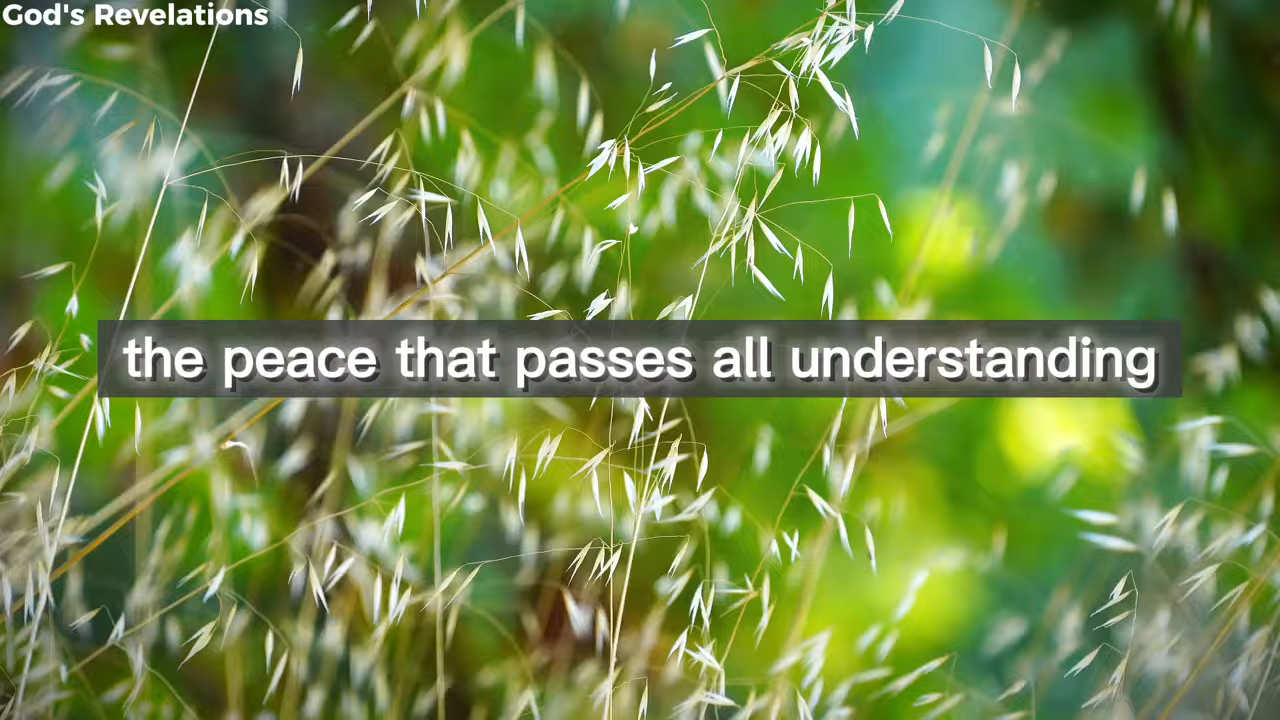 God's Revelations
the peace that passes all understanding